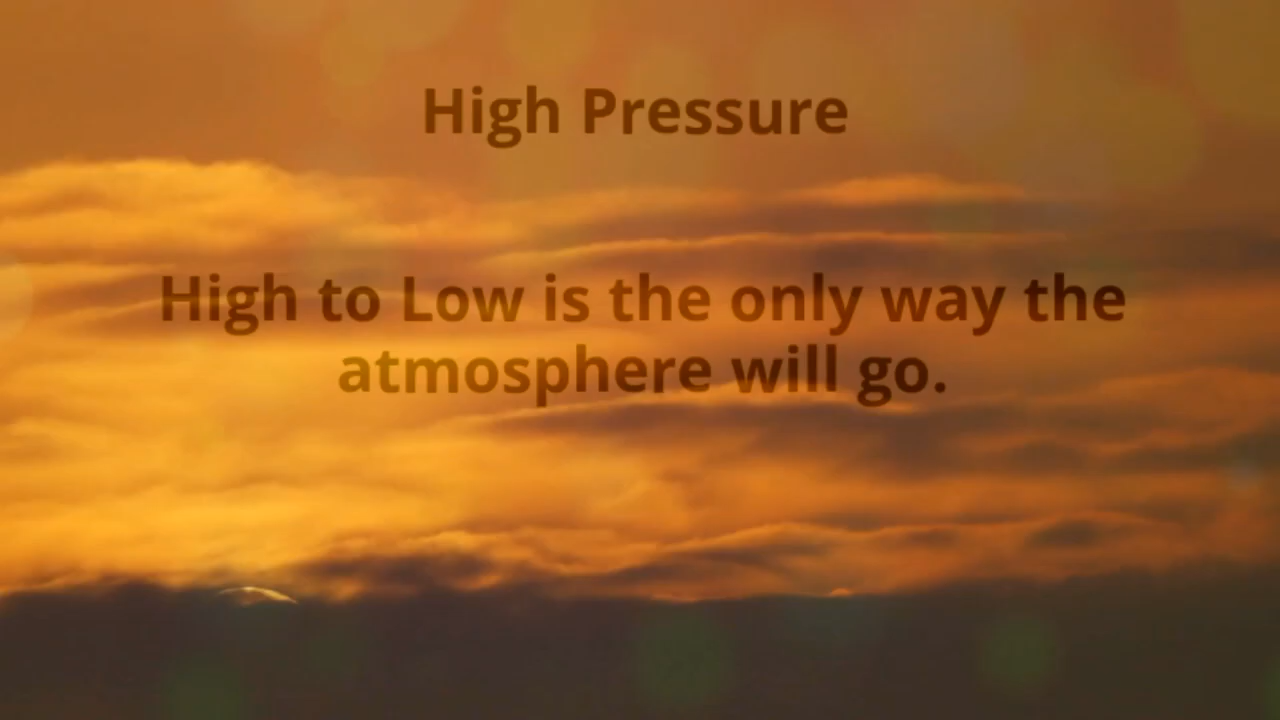 High Pressure
High to Low is the only way the
atmosphere will go.